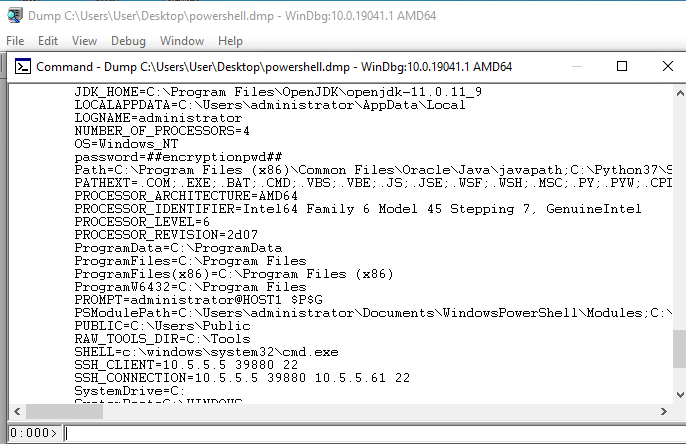 Dump C:\Users\User\Desktop\powershell.dmp - WinDbg:10.0.19041.1 AMD64
File Edit View Debug Window Help
Command - Dump C:\Users\User\Desktop\powershell.dmp - WinDbg:10.0.19041.1 AMD64
JDK_HOME=C:\Program Files\OpenJDK\openjdk-11.0.11_9
LOCALAPPDATA=C:\Users\administrator\AppData\Local
LOGNAME=administrator
NUMBER_OF_PROCESSORS=4
OS=Windows_NT
password=##encryptionpwd##
Path=C:\Program Files (x86)\Common Files\Oracle\Java\javapath;C:\Python37\S
PATHEXT=.COM;.EXE;.BAT;.CMD;.VBS;.VBE;.JS;.JSE;.WSF;.WSH;.MSC;.PY;.PYW;.CPI
PROCESSOR_ARCHITECTURE=AMD64
PROCESSOR_IDENTIFIER=Intel64 Family 6 Model 45 Stepping 7, GenuineIntel
PROCESSOR_LEVEL=6
PROCESSOR_REVISION=2d07
ProgramData=C:\ProgramData
ProgramFiles=C:\Program Files
ProgramFiles(x86)=C:\Program Files (x86)
ProgramW6432=C:\Program Files
PROMPT=administrator@HOST1 $P$G
PSModulePath=C:\Users\administrator\Documents\WindowsPowerShell\Modules;C:\
PUBLIC=C:\Users\Public
RAW_TOOLS_DIR=C:\Tools
SHELL=c:\windows\system32\cmd.exe
SSH_CLIENT=10.5.5.5 39880 22
SSH_CONNECTION=10.5.5.5 39880 10.5.5.61 22
SystemDrive=C:
SystemRoot=C:\WINDOWS
0:000>